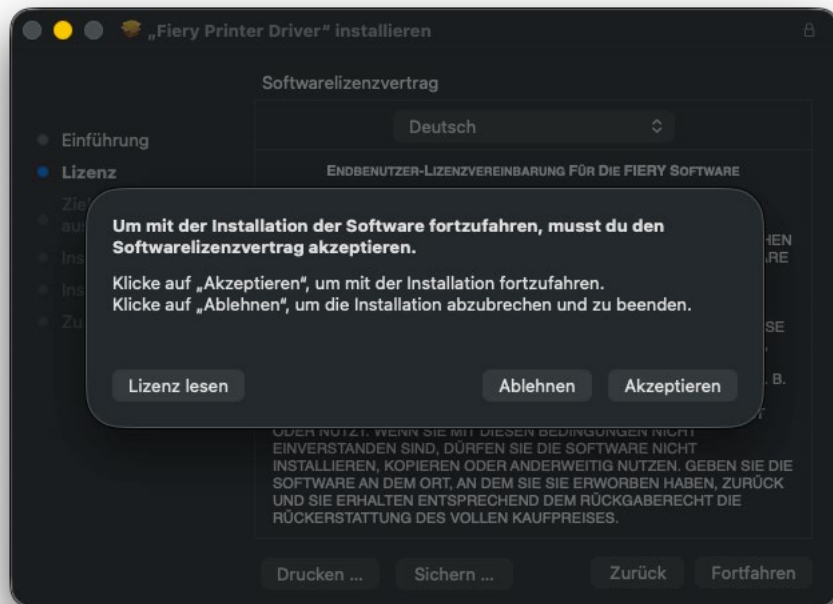 „Fiery Printer Driver“ installieren
Softwarelizenzvertrag
Deutsch
Einführung
Lizenz
ENDBENUTZER-LIZENZVEREINBARUNG FÜR DIE FIERY SOFTWARE
Um mit der Installation der Software fortzufahren, musst du den
Softwarelizenzvertrag akzeptieren.
Klicke auf „Akzeptieren“, um mit der Installation fortzufahren.
Klicke auf „Ablehnen“, um die Installation abzubrechen und zu beenden.
Lizenz lesen
Ablehnen
Akzeptieren
ODER NUTZT. WENN SIE MIT DIESEN BEDINGUNGEN NICHT
EINVERSTANDEN SIND, DÜRFEN SIE DIE SOFTWARE NICHT
INSTALLIEREN, KOPIEREN ODER ANDERWEITIG NUTZEN. GEBEN SIE DIE
SOFTWARE AN DEM ORT, AN DEM SIE SIE ERWORBEN HABEN, ZURÜCK
UND SIE ERHALTEN ENTSPRECHEND DEM RÜCKGABERECHT DIE
RÜCKERSTATTUNG DES VOLLEN KAUFPREISES.
Drucken ...
Sichern ...
Zurück
Fortfahren